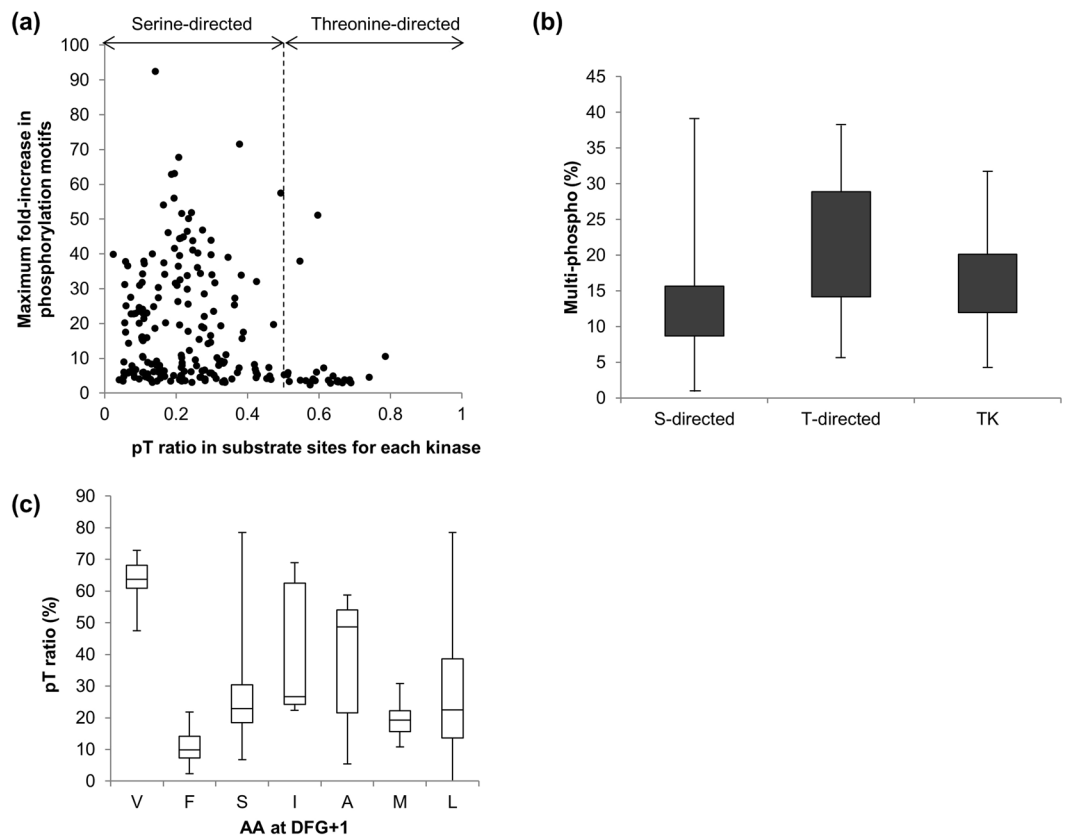 (a)
Serine-directed
Threonine-directed
Maximum fold-increase in
phosphorylation motifs
100
90
80
70
60
50
40
30
20
10
0
0
0.2
0.4
0.6
0.8
1
pT ratio in substrate sites for each kinase
(b)
Multi-phospho (%)
45
40
35
30
25
20
15
10
5
0
S-directed
T-directed
TK
(c)
pT ratio (%)
90
80
70
60
50
40
30
20
10
0
V
F
S
I
A
M
L
AA at DFG+1